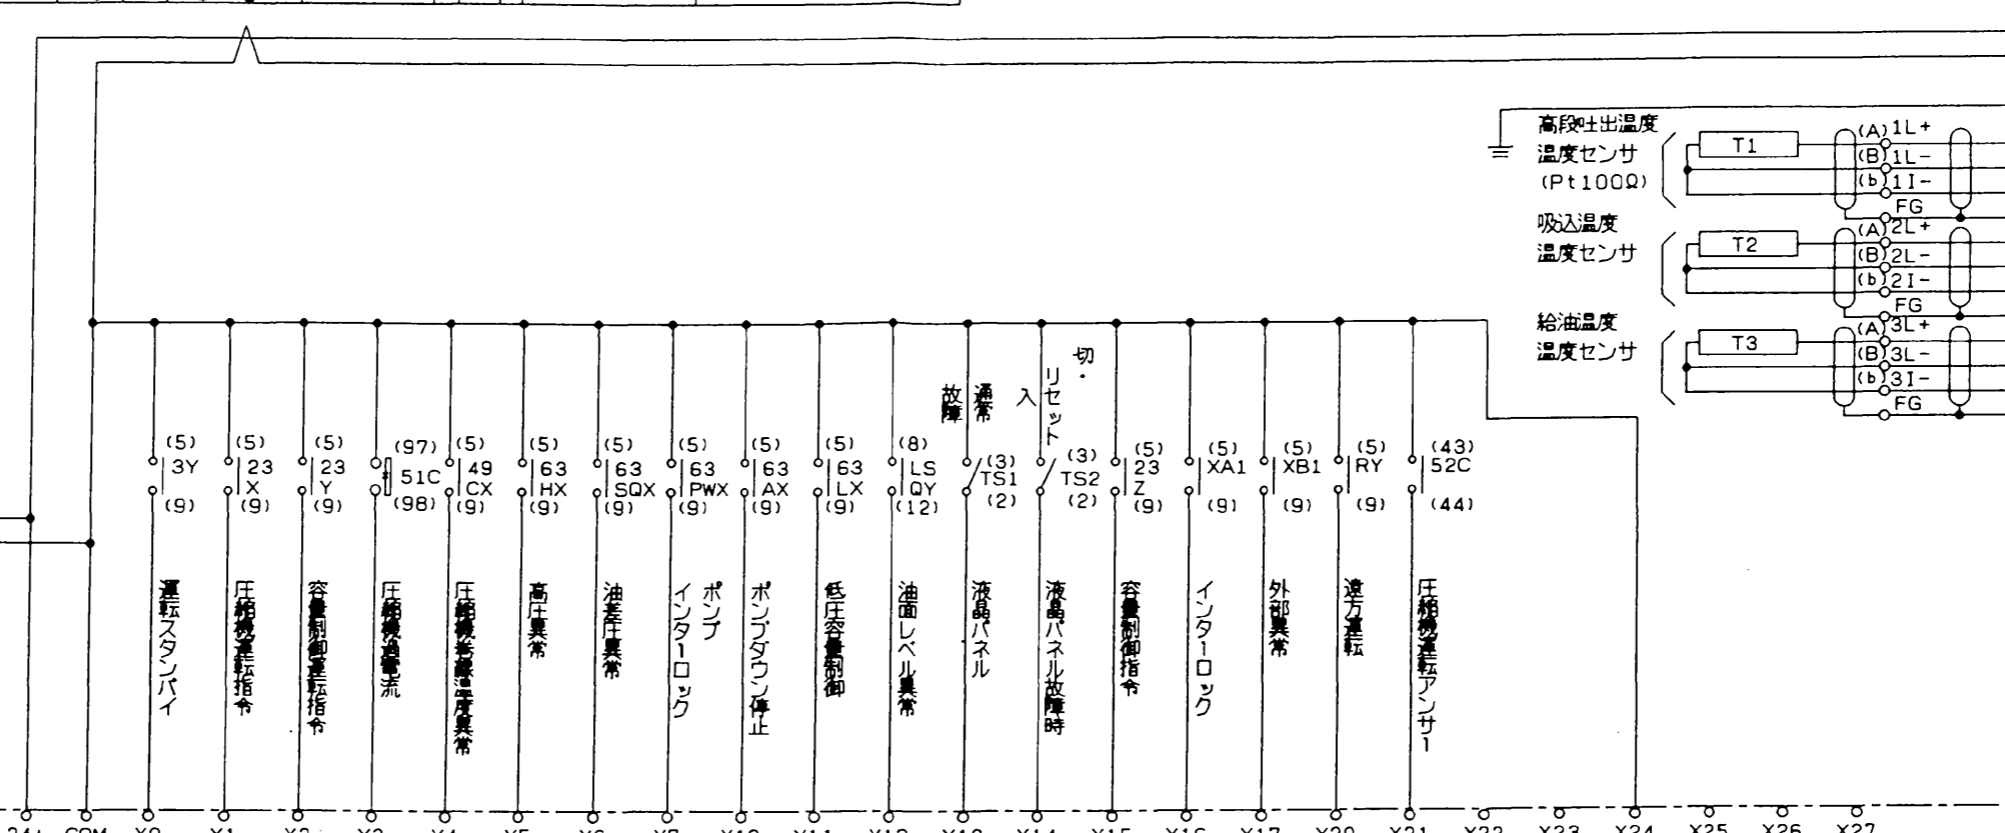 高段吐出温度
温度センサ
(Pt100Ω)
T1
(A) 1L+
(B) 1L-
(b) 1I-
FG
吸込温度
温度センサ
T2
(A) 2L+
(B) 2L-
(b) 2I-
FG
給油温度
温度センサ
T3
(A) 3L+
(B) 3L-
(b) 3I-
FG
(5)
3Y
(9)
運転スタンバイ
(5)
23
X
(9)
圧縮機運転指令
(5)
23
Y
(9)
容量制御運転指令
(97)
51C
(98)
圧縮機過電流
(5)
49
CX
(9)
圧縮機巻線温度異常
(5)
63
HX
(9)
高圧異常
(5)
63
SQX
(9)
油差圧異常
(5)
63
PWX
(9)
ポンプ
インターロック
(5)
63
AX
(9)
ポンプダウン停止
(5)
63
LX
(9)
低圧容量制御
(8)
LS
QY
(12)
油面レベル異常
通常
故障
(3)
TS1
(2)
液晶パネル
切・
リセット
入
(3)
TS2
(2)
液晶パネル故障時
(5)
23
Z
(9)
容量制御指令
(5)
XA1
(9)
インターロック
(5)
XB1
(9)
外部異常
(5)
RY
(9)
遠方運転
(43)
52C
(44)
圧縮機運転アンサー